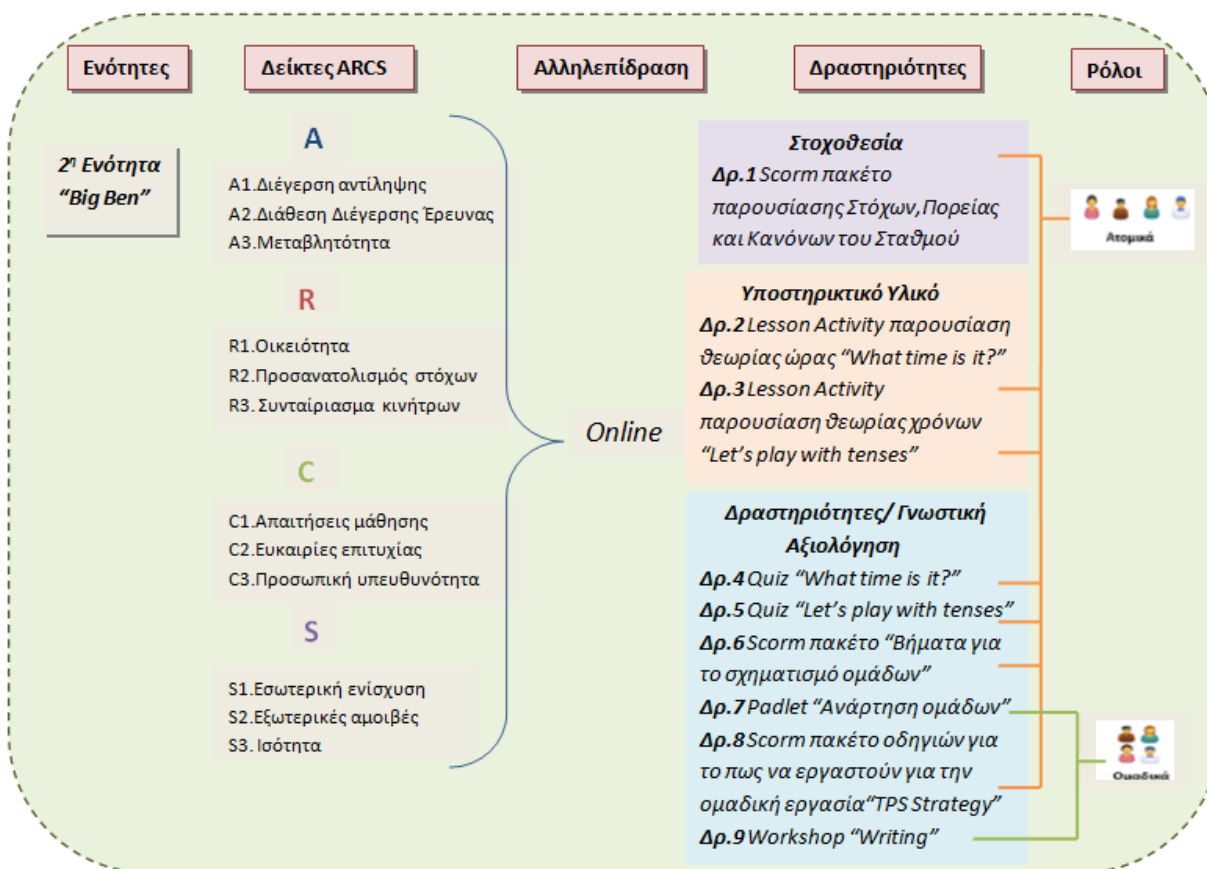 Ενότητες
Δείκτες ARCS
Αλληλεπίδραση
Δραστηριότητες
Ρόλοι
2η Ενότητα
“Big Ben”
A
A1.Διέγερση αντίληψης
A2.Διάθεση Διέγερσης Έρευνας
A3.Μεταβλητότητα
R
R1.Οικειότητα
R2.Προσανατολισμός στόχων
R3. Συνταίριασμα κινήτρων
C
C1.Απαιτήσεις μάθησης
C2.Ευκαιρίες επιτυχίας
C3.Προσωπική υπευθυνότητα
S
S1.Εσωτερική ενίσχυση
S2.Εξωτερικές αμοιβές
S3. Ισότητα
Online
Στοχοθεσία
Δρ.1 Scorm πακέτο
παρουσίασης Στόχων,Πορείας
και Κανόνων του Σταθμού
Υποστηρικτικό Υλικό
Δρ.2 Lesson Activity παρουσίαση
θεωρίας ώρας “What time is it?”
Δρ.3 Lesson Activity
παρουσίαση θεωρίας χρόνων
“Let’s play with tenses”
Δραστηριότητες/ Γνωστική
Αξιολόγηση
Δρ.4 Quiz “What time is it?”
Δρ.5 Quiz “Let’s play with tenses”
Δρ.6 Scorm πακέτο “Βήματα για
το σχηματισμό ομάδων”
Δρ.7 Padlet “Ανάρτηση ομάδων”
Δρ.8 Scorm πακέτο οδηγιών για
το πως να εργαστούν για την
ομαδική εργασία“TPS Strategy”
Δρ.9 Workshop “Writing”
Ατομικά
Ομαδικά